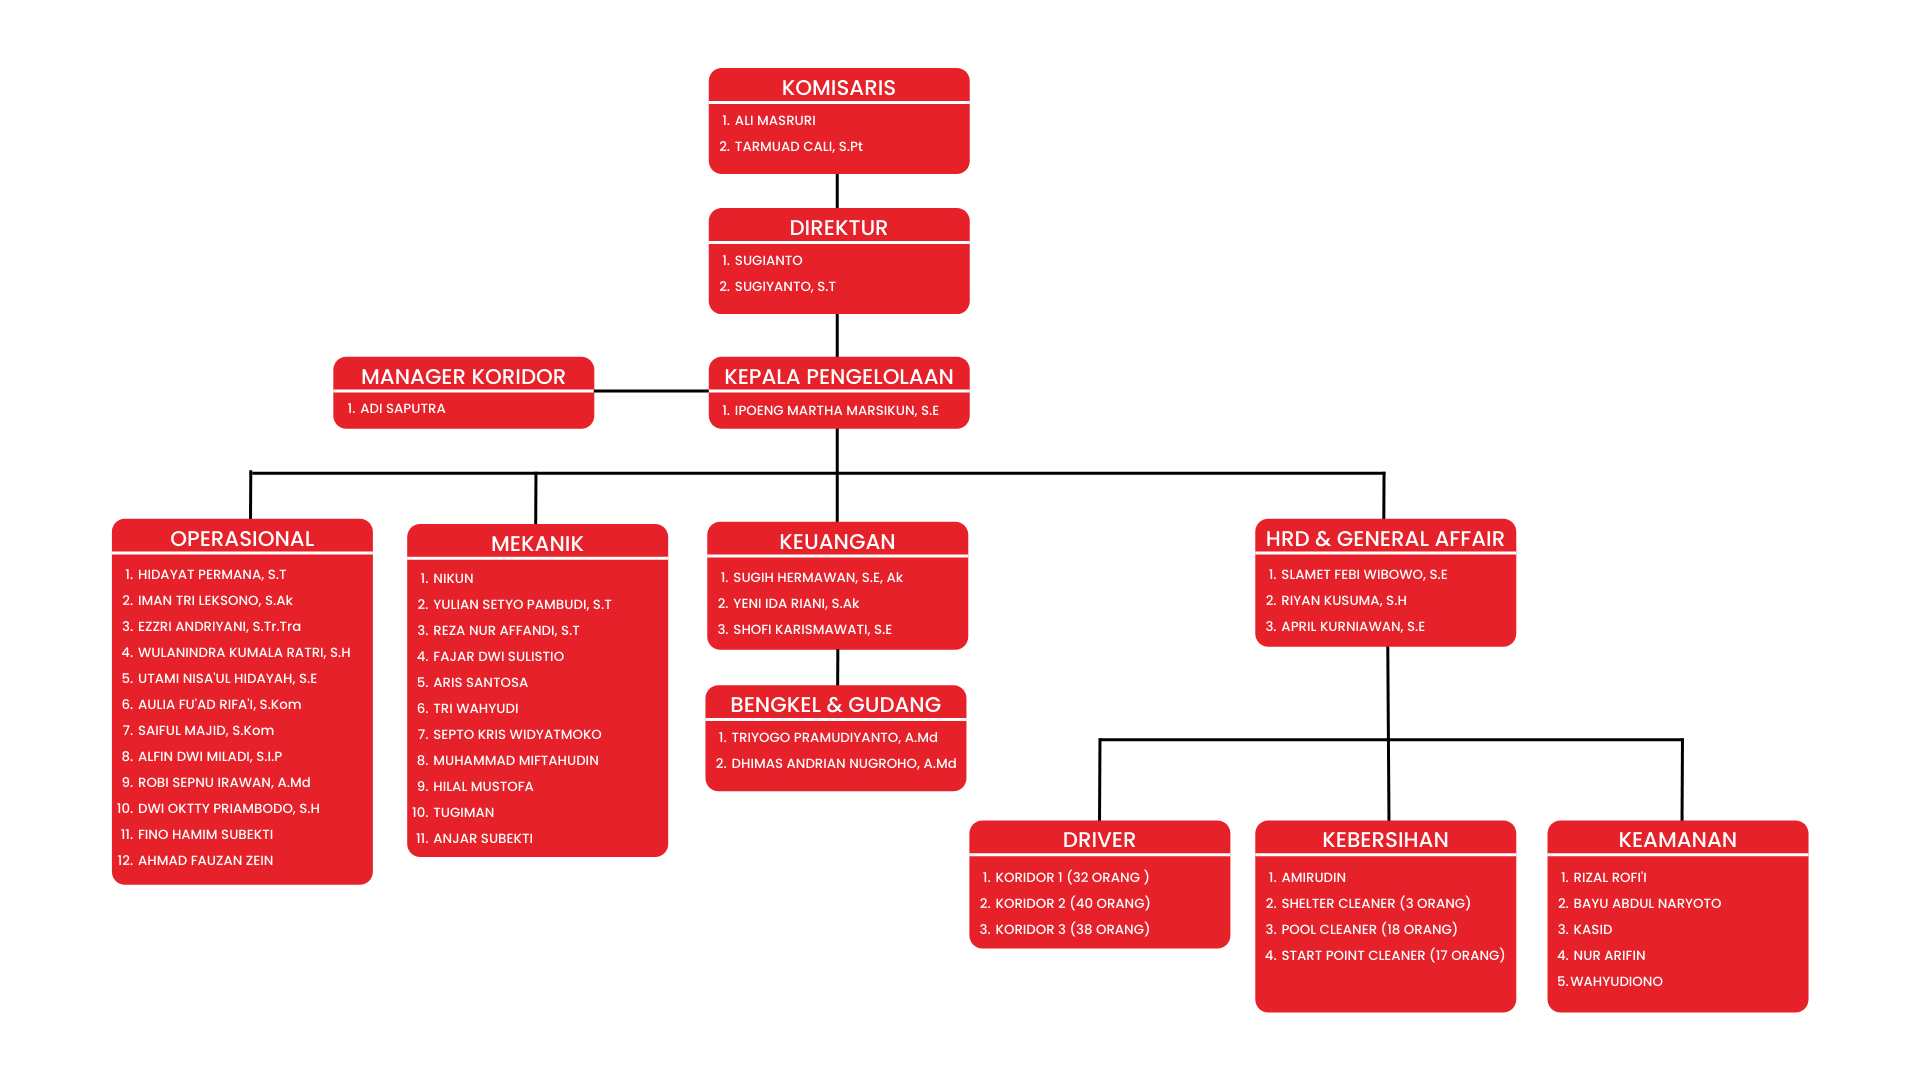 KOMISARIS
1. ALI MASRURI
2. TARMUAD CALI, S.Pt
DIREKTUR
1. SUGIANTO
2. SUGIYANTO, S.T
MANAGER KORIDOR
1. ADI SAPUTRA
KEPALA PENGELOLAAN
1. IPOENG MARTHA MARSIKUN, S.E
OPERASIONAL
1. HIDAYAT PERMANA, S.T
2. IMAN TRI LEKSONO, S.Ak
3. EZZRI ANDRIYANI, S.Tr.Tra
4. WULANINDRA KUMALA RATRI, S.H
5. UTAMI NISA'UL HIDAYAH, S.E
6. AULIA FU'AD RIFA'I, S.Kom
7. SAIFUL MAJID, S.Kom
8. ALFIN DWI MILADI, S.I.P
9. ROBI SEPNU IRAWAN, A.Md
10. DWI OKTTY PRIAMBODO, S.H
11. FINO HAMIM SUBEKTI
12. AHMAD FAUZAN ZEIN
MEKANIK
1. NIKUN
2. YULIAN SETYO PAMBUDI, S.T
3. REZA NUR AFFANDI, S.T
4. FAJAR DWI SULISTIO
5. ARIS SANTOSA
6. TRI WAHYUDI
7. SEPTO KRIS WIDYATMOKO
8. MUHAMMAD MIFTAHUDIN
9. HILAL MUSTOFA
10. TUGIMAN
11. ANJAR SUBEKTI
KEUANGAN
1. SUGIH HERMAWAN, S.E, Ak
2. YENI IDA RIANI, S.Ak
3. SHOFI KARISMAWATI, S.E
BENGKEL & GUDANG
1. TRIYOGO PRAMUDIYANTO, A.Md
2. DHIMAS ANDRIAN NUGROHO, A.Md
HRD & GENERAL AFFAIR
1. SLAMET FEBI WIBOWO, S.E
2. RIYAN KUSUMA, S.H
3. APRIL KURNIAWAN, S.E
DRIVER
1. KORIDOR 1 (32 ORANG )
2. KORIDOR 2 (40 ORANG)
3. KORIDOR 3 (38 ORANG)
KEBERSIHAN
1. AMIRUDIN
2. SHELTER CLEANER (3 ORANG)
3. POOL CLEANER (18 ORANG)
4. START POINT CLEANER (17 ORANG)
KEAMANAN
1. RIZAL ROFI'I
2. BAYU ABDUL NARYOTO
3. KASID
4. NUR ARIFIN
5. WAHYUDIONO